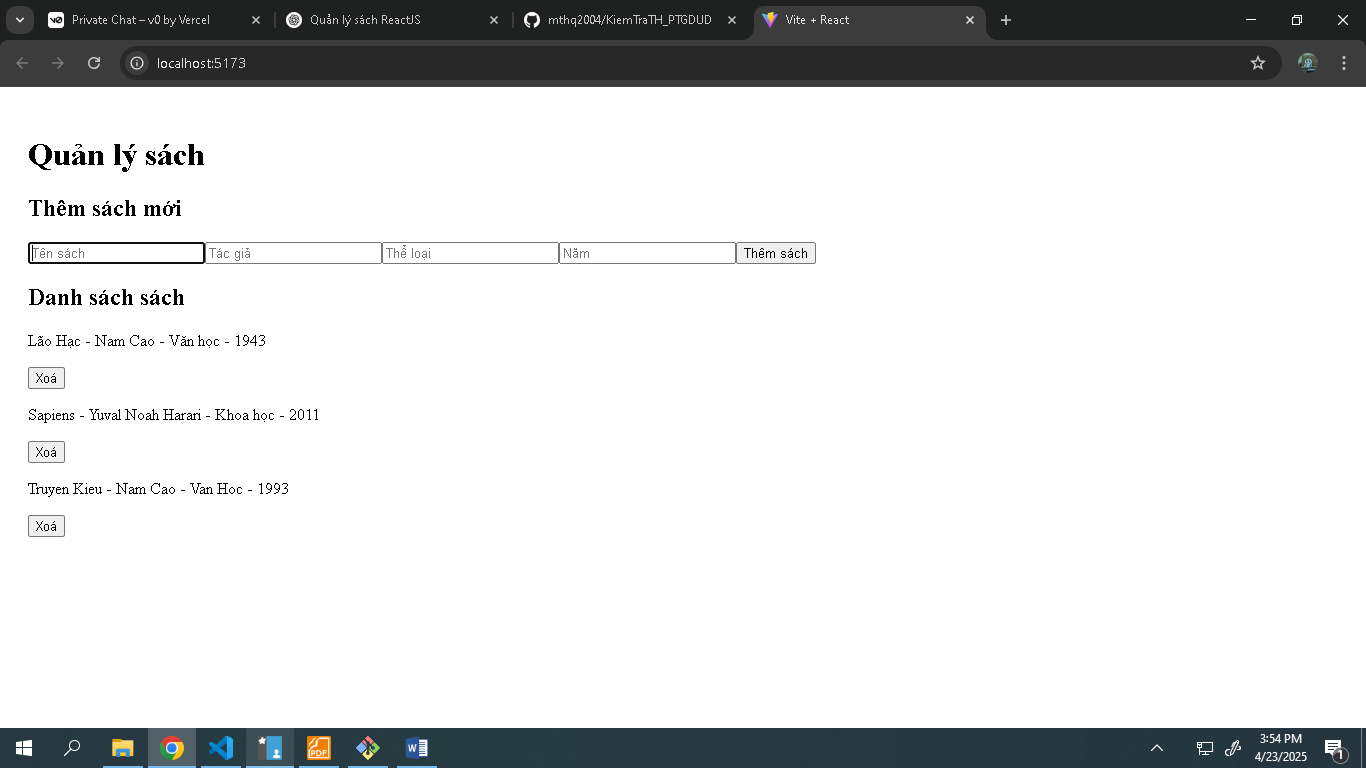 Private Chat – v0 by Vercel
Quản lý sách ReactJS
mthq2004/KiemTraTH_PTGDUD
Vite + React
localhost:5173
Quản lý sách
Thêm sách mới
Tên sách Tác giả Thể loại Năm Thêm sách
Danh sách sách
Lão Hạc - Nam Cao - Văn học - 1943
Xoá
Sapiens - Yuval Noah Harari - Khoa học - 2011
Xoá
Truyen Kieu - Nam Cao - Van Hoc - 1993
Xoá
PDF
W
3:54 PM
4/23/2025
1